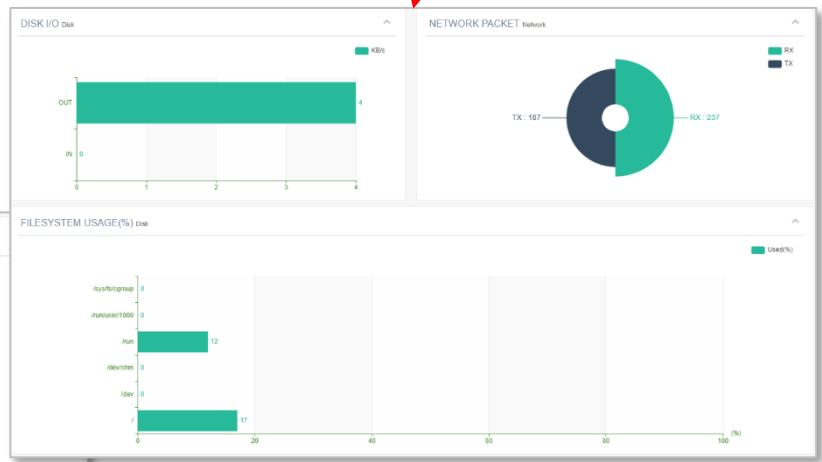 DISK I/O Disk
KB/s
OUT
4
IN
0
0 1 2 3 4
NETWORK PACKET Network
RX
TX
TX : 187
RX : 237
FILESYSTEM USAGE(%) Disk
Used(%)
/sys/fs/cgroup 0
/run/user/1000 0
/run 12
/dev/shm 0
/dev 0
/ 17
0 20 40 60 80 100 (%)